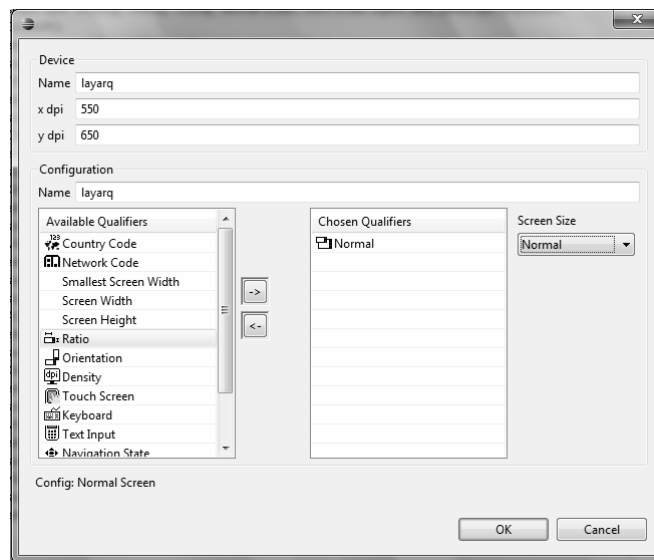 Device
Name layarq
x dpi 550
y dpi 650
Configuration
Name layarq
Available Qualifiers
Country Code
Network Code
Smallest Screen Width
Screen Width
Screen Height
Ratio
Orientation
Density
Touch Screen
Keyboard
Text Input
Navigation State
->
<-
Chosen Qualifiers
Normal
Screen Size
Normal
Config: Normal Screen
OK Cancel